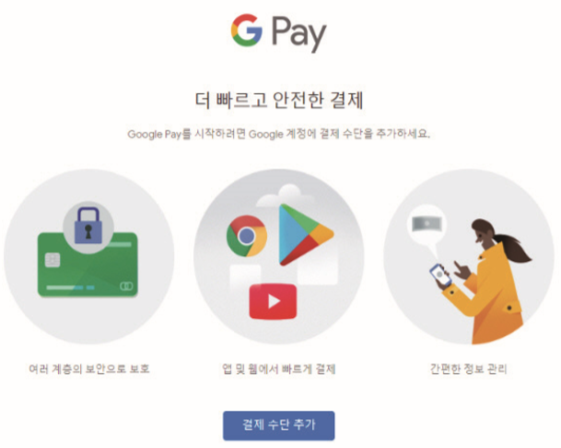 G Pay
더 빠르고 안전한 결제
Google Pay를 시작하려면 Google 계정에 결제 수단을 추가하세요.
여러 계층의 보안으로 보호
앱 및 웹에서 빠르게 결제
간편한 정보 관리
결제 수단 추가